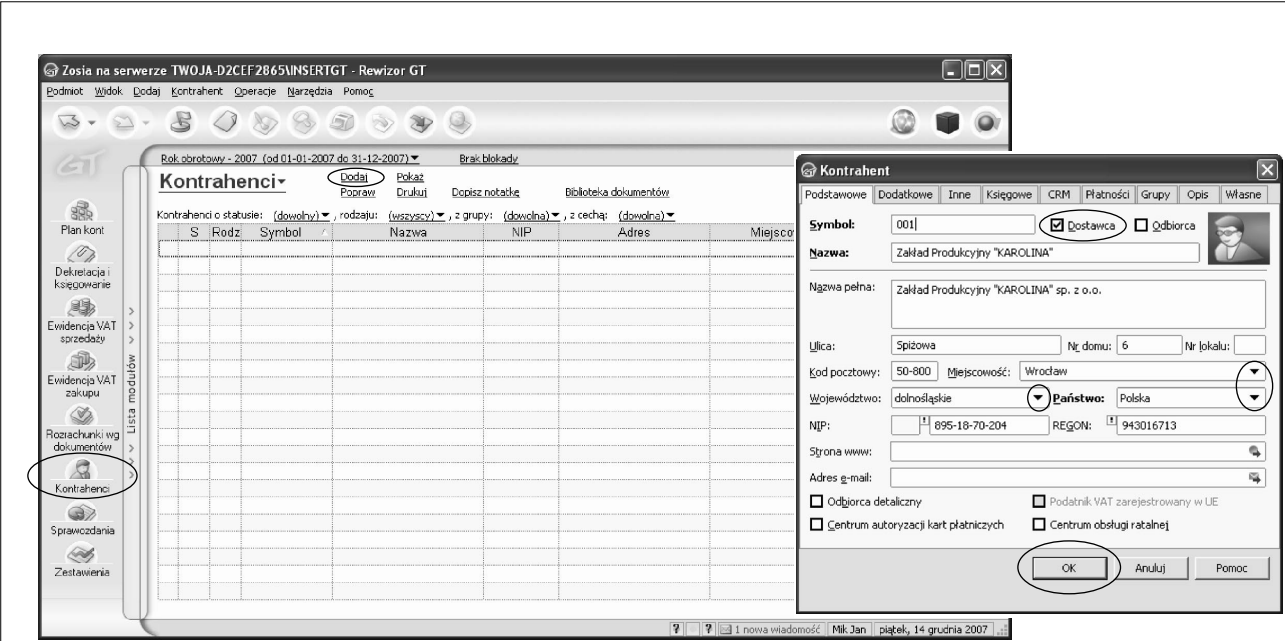 Zosia na serwerze TWOJA-D2CEF2865\INSERTGT - Rewizor GT
Podmiot Widok Dodaj Kontrahent Operacje Narzędzia Pomoc
GT
Rok obrotowy - 2007 (od 01-01-2007 do 31-12-2007) Brak blokady
Kontrahenci
Dodaj Pokaż
Popraw Drukuj Dopisz notatkę Biblioteka dokumentów
Kontrahenci o statusie: (dowolny) , rodzaju: (wszyscy) , z grupy: (dowolna) , z cechą: (dowolna)
S Rodz Symbol Nazwa NIP Adres Miejsco
Plan kont
Dekretacja i
księgowanie
Ewidencja VAT
sprzedaży
Ewidencja VAT
zakupu
Rozrachunki wg
dokumentów
Kontrahenci
Sprawozdania
Zestawienia
Lista modułów
1 nowa wiadomość Mik Jan piątek, 14 grudnia 2007
Kontrahent
Podstawowe Dodatkowe Inne Księgowe CRM Płatności Grupy Opis Własne
Symbol: 001 Dostawca Odbiorca
Nazwa: Zakład Produkcyjny "KAROLINA"
Nazwa pełna: Zakład Produkcyjny "KAROLINA" sp. z o.o.
Ulica: Spiżowa Nr domu: 6 Nr lokalu:
Kod pocztowy: 50-800 Miejscowość: Wrocław
Województwo: dolnośląskie Państwo: Polska
NIP: 895-18-70-204 REGON: 943016713
Strona www:
Adres e-mail:
Odbiorca detaliczny Podatnik VAT zarejestrowany w UE
Centrum autoryzacji kart płatniczych Centrum obsługi ratalnej
OK Anuluj Pomoc